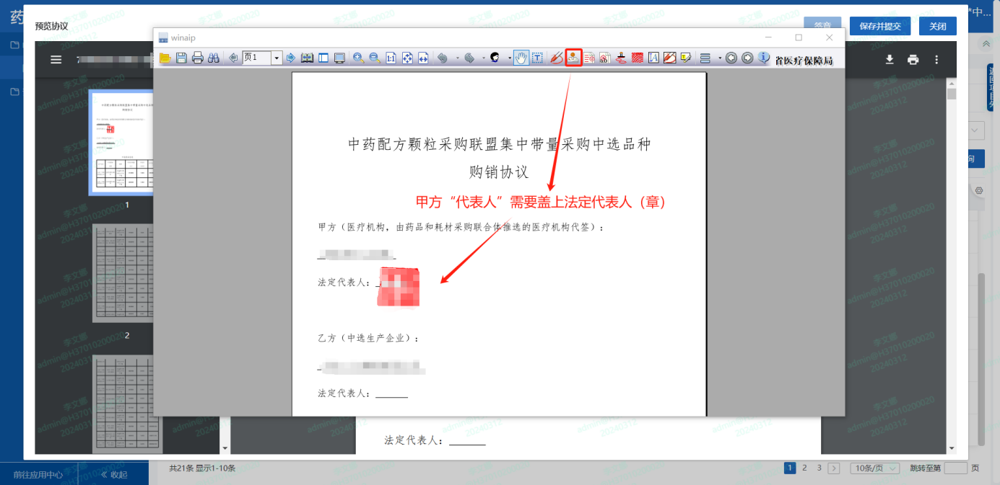 药
*中...
预览协议
签章
保存并提交
关闭
winaip
页1
省医疗保障局
中药配方颗粒采购联盟集中带量采购中选品种
购销协议
甲方“代表人”需要盖上法定代表人（章）
甲方（医疗机构，由药品和耗材采购联合体推选的医疗机构代签）：
法定代表人：
乙方（中选生产企业）：
法定代表人：
法定代表人：
1
2
询
前往应用中心
《 收起
共21条 显示1-10条
1 2 3
10条/页
跳转至第
页
李文娜
admin@H37010200020
20240312